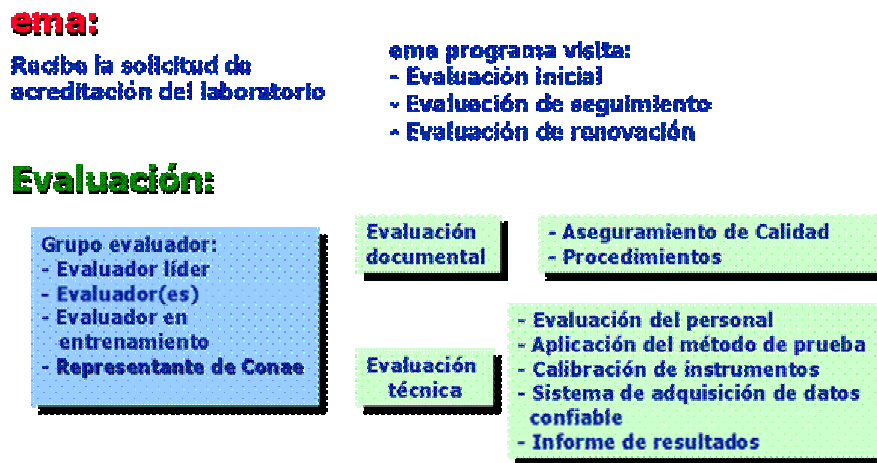 ema:
Recibe la solicitud de
acreditación del laboratorio
ema programa visita:
- Evaluación inicial
- Evaluación de seguimiento
- Evaluación de renovación
Evaluación:
Grupo evaluador:
- Evaluador líder
- Evaluador(es)
- Evaluador en
entrenamiento
- Representante de Conae
Evaluación
documental
- Aseguramiento de Calidad
- Procedimientos
Evaluación
técnica
- Evaluación del personal
- Aplicación del método de prueba
- Calibración de instrumentos
- Sistema de adquisición de datos
confiable
- Informe de resultados